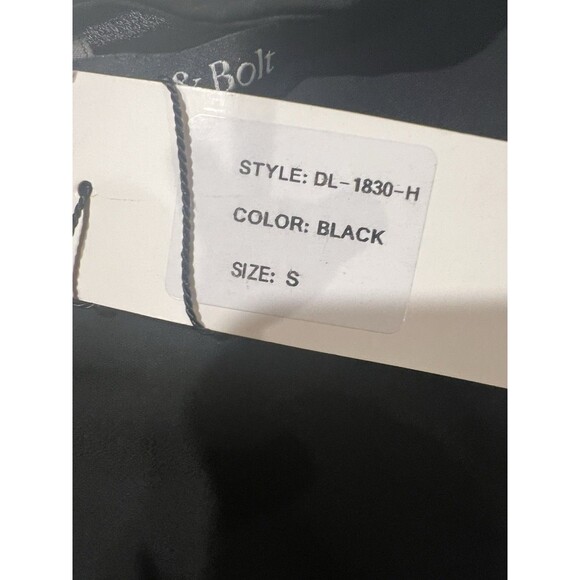 & Bolt
STYLE: DL-1830-H
COLOR: BLACK
SIZE: S